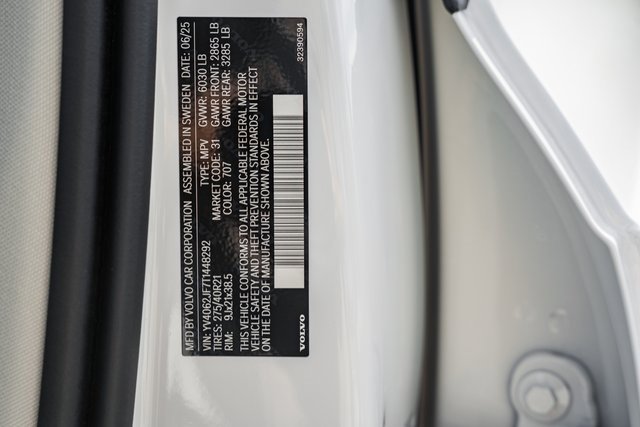 MFD BY VOLVO CAR CORPORATION ASSEMBLED IN SWEDEN DATE: 06/25
VIN: YV4062JF7T1448292 TYPE: MPV GVWR: 6030 LB
TIRES: 275/40R21 MARKET CODE: 31 GAWR FRONT: 2865 LB
RIM: 9Jx21x38.5 COLOR: 707 GAWR REAR: 3285 LB
THIS VEHICLE CONFORMS TO ALL APPLICABLE FEDERAL MOTOR
VEHICLE SAFETY AND THEFT PREVENTION STANDARDS IN EFFECT
ON THE DATE OF MANUFACTURE SHOWN ABOVE.
VOLVO
32390594